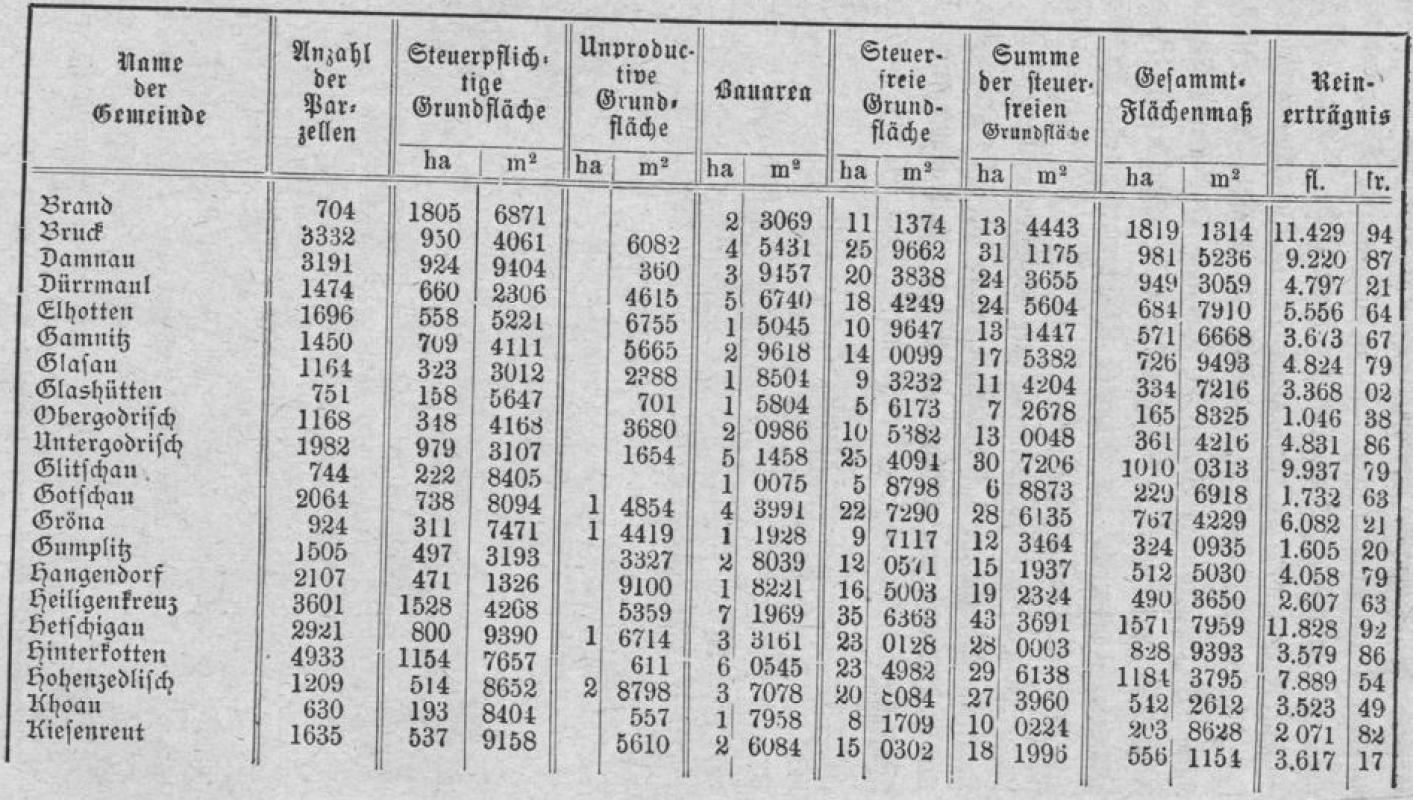 Name
der
Gemeinde
Anzahl
der
Par-
zellen
Steuerpflich-
tige
Grundfläche
Unproduc-
tive
Grund-
fläche
Bauarea
Steuer-
freie
Grund-
fläche
Summe
der steuer-
freien
Grundfläche
Gesammt-
Flächenmaß
Rein-
erträgnis
ha m² ha m² ha m² ha m² ha m² ha m² fl. kr.
Brand 704 1805 6871 2 3069 11 1374 13 4443 1819 1314 11.429 94
Bruck 3332 950 4061 6082 4 5431 25 9662 31 1175 981 5236 9.220 87
Damnau 3191 924 9404 360 3 9457 20 3838 24 3655 949 3059 4.797 21
Dürrmaul 1474 660 2306 4615 5 6740 18 4249 24 5604 684 7910 5.556 64
Elhotten 1696 558 5221 6755 1 5045 10 9647 13 1447 571 6668 3.673 67
Gamnitz 1450 709 4111 5665 2 9618 14 0099 17 5382 726 9493 4.824 79
Glasau 1164 323 3012 1 8504 9 3232 11 4204 334 7216 3.368 02
Glashütten 751 158 5647 701 1 5804 5 6173 7 2678 165 8325 1.046 38
Obergodrisch 1168 348 4168 3680 2 0986 10 5382 13 0048 361 4216 4.831 86
Untergodrisch 1982 979 3107 1654 5 1458 25 4094 30 7206 1010 0313 9.937 79
Glitschau 744 222 8405 1 0075 5 8798 6 8873 229 6918 1.732 63
Gotschau 2064 738 8094 1 4854 4 3991 22 7290 28 6135 767 4229 6.082 21
Gröna 924 311 7471 1 4419 1 1928 9 7117 12 3464 324 0935 1.605 20
Gumplitz 1505 497 3193 3327 2 8039 12 0571 15 1937 512 5030 4.058 79
Hangendorf 2107 471 1326 9100 1 8221 16 5003 19 2324 490 3650 2.607 63
Heiligenkreuz 3601 1528 4268 5359 7 1969 35 6363 43 3691 1571 7959 11.828 92
Hetschigau 2921 800 9390 1 6714 3 3161 23 0128 28 0003 828 9393 3.579 86
Hinterkotten 4933 1154 7657 611 6 0545 23 4982 29 6138 1184 3795 7.889 54
Hohenzedlisch 1209 514 8652 2 8798 3 7078 20 8084 27 3960 542 2612 3.523 49
Khoau 630 193 8404 557 1 7958 8 1709 10 0224 203 8628 2 071 82
Kiesenreut 1635 537 9158 5610 2 6084 15 0302 18 1996 556 1154 3.617 17